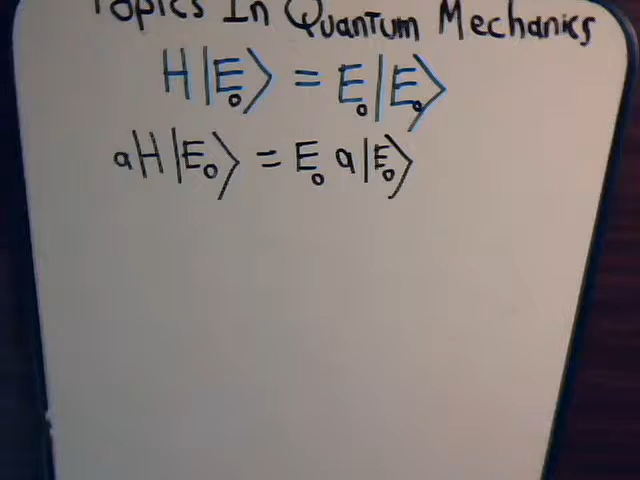 Topics In Quantum Mechanics
H|E₀⟩ = E₀|E₀⟩
aH|E₀⟩ = E₀ a|E₀⟩